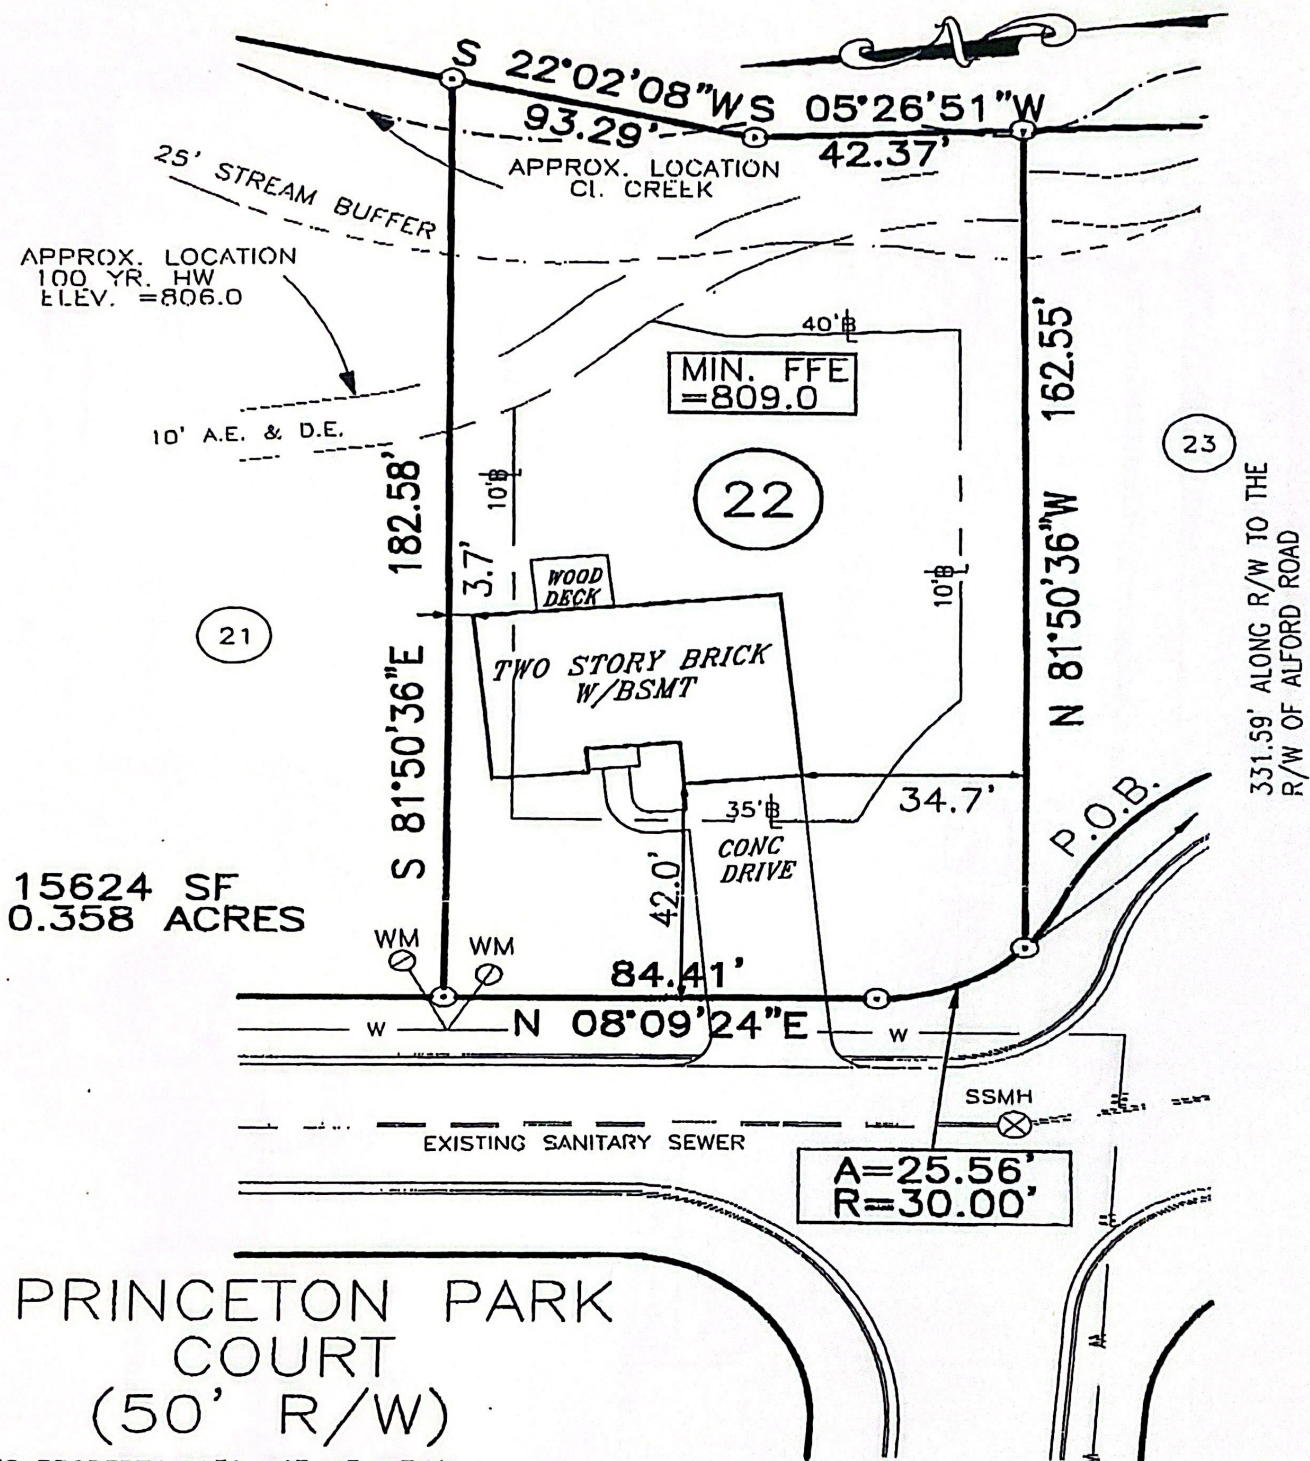 N
S 22°02'08"W
93.29'
S 05°26'51"W
42.37'
APPROX. LOCATION
CI. CREEK
25' STREAM BUFFER
APPROX. LOCATION
100 YR. HW
ELEV. =806.0
10' A.E. & D.E.
40'B
MIN. FFE
=809.0
22
23
21
10'B
10'B
S 81°50'36"E 182.58'
N 81°50'36"W 162.55'
331.59' ALONG R/W TO THE
R/W OF ALFORD ROAD
3.7'
WOOD
DECK
TWO STORY BRICK
W/BSMT
34.7'
35'B
CONC
DRIVE
42.0'
P.O.B.
15624 SF
0.358 ACRES
WM
WM
84.41'
N 08°09'24"E
W
W
SSMH
EXISTING SANITARY SEWER
A=25.56'
R=30.00'
PRINCETON PARK
COURT
(50' R/W)